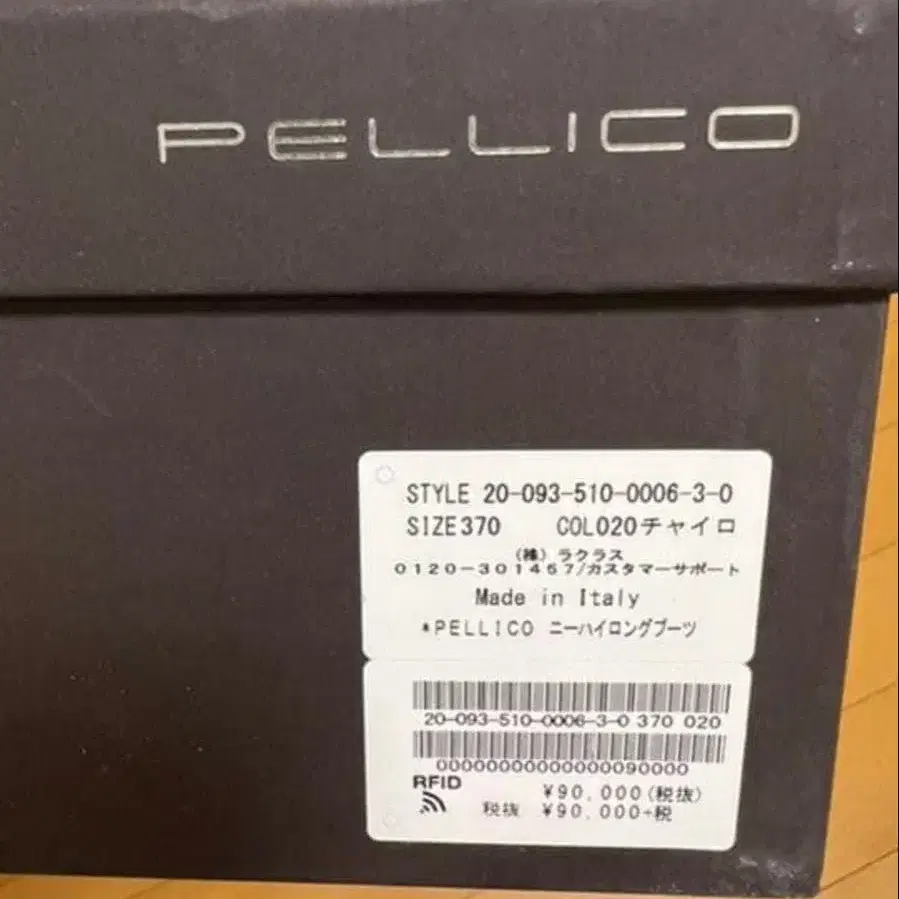 PELLICO
STYLE 20-093-510-0006-3-0
SIZE370 COL020チャイロ
(株)ラクラス
0120-301457/カスタマーサポート
Made in Italy
*PELLICO ニーハイロングブーツ
20-093-510-0006-3-0 370 020
00000000000000090000
RFID
¥90,000(税抜)
税抜 ¥90,000+税